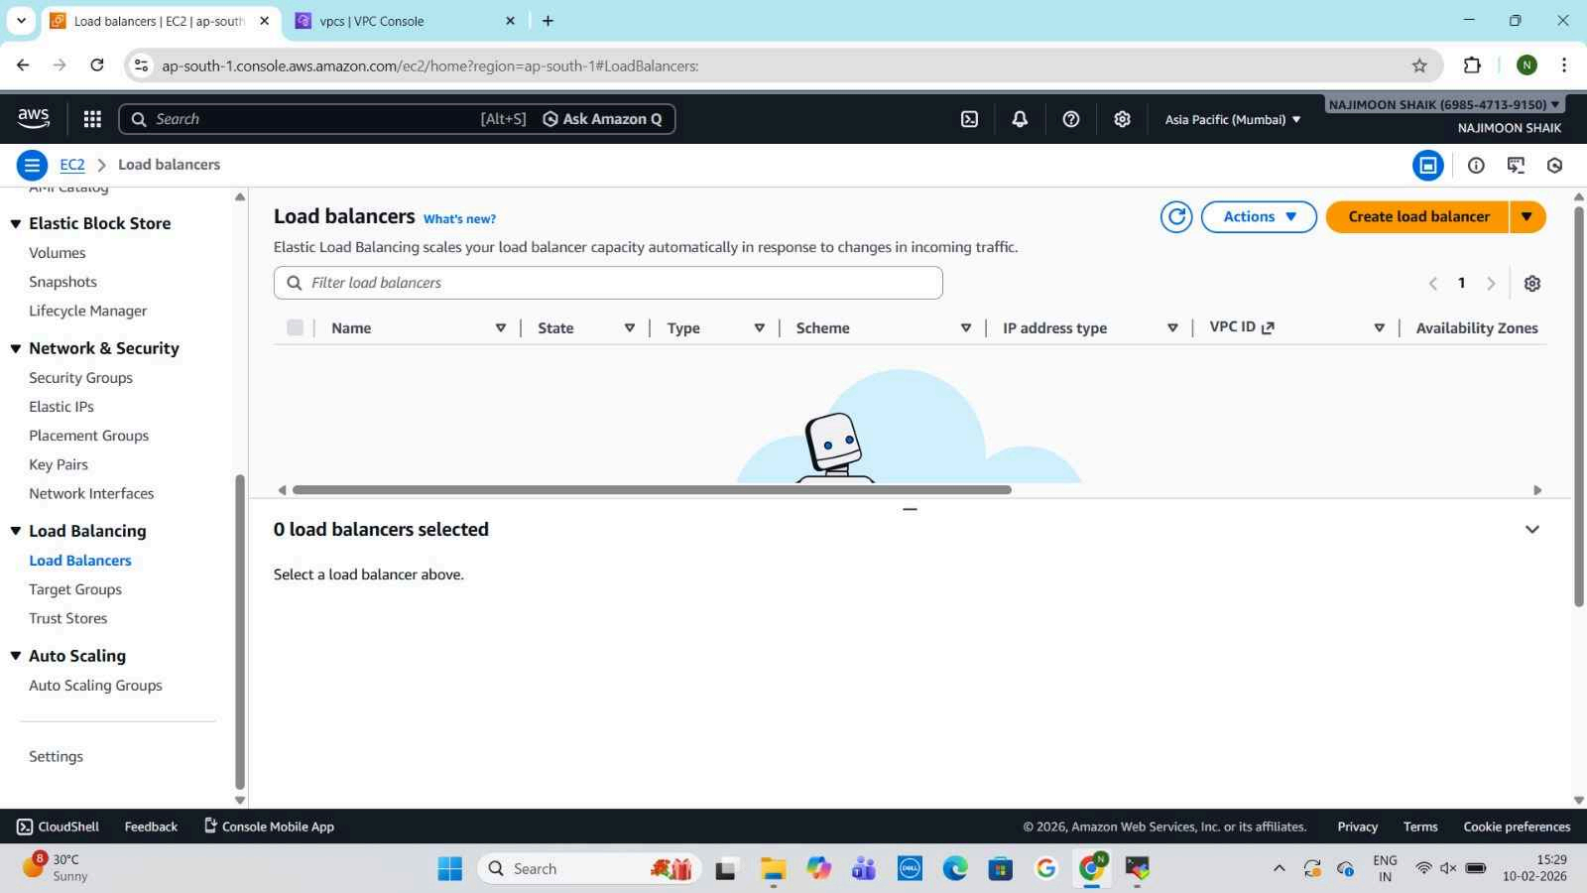 Load balancers | EC2 | ap-south
vpcs | VPC Console
ap-south-1.console.aws.amazon.com/ec2/home?region=ap-south-1#LoadBalancers:
N
aws
Search
[Alt+S]
Ask Amazon Q
Asia Pacific (Mumbai)
NAJIMOON SHAIK (6985-4713-9150)
NAJIMOON SHAIK
EC2
Load balancers
AMI Catalog
Elastic Block Store
Volumes
Snapshots
Lifecycle Manager
Network & Security
Security Groups
Elastic IPs
Placement Groups
Key Pairs
Network Interfaces
Load Balancing
Load Balancers
Target Groups
Trust Stores
Auto Scaling
Auto Scaling Groups
Settings
Load balancers What's new?
Actions
Create load balancer
Elastic Load Balancing scales your load balancer capacity automatically in response to changes in incoming traffic.
Filter load balancers
1
Name
State
Type
Scheme
IP address type
VPC ID
Availability Zones
0 load balancers selected
Select a load balancer above.
CloudShell
Feedback
Console Mobile App
© 2026, Amazon Web Services, Inc. or its affiliates.
Privacy
Terms
Cookie preferences
8
30°C
Sunny
Search
DELL
N
ENG
IN
15:29
10-02-2026